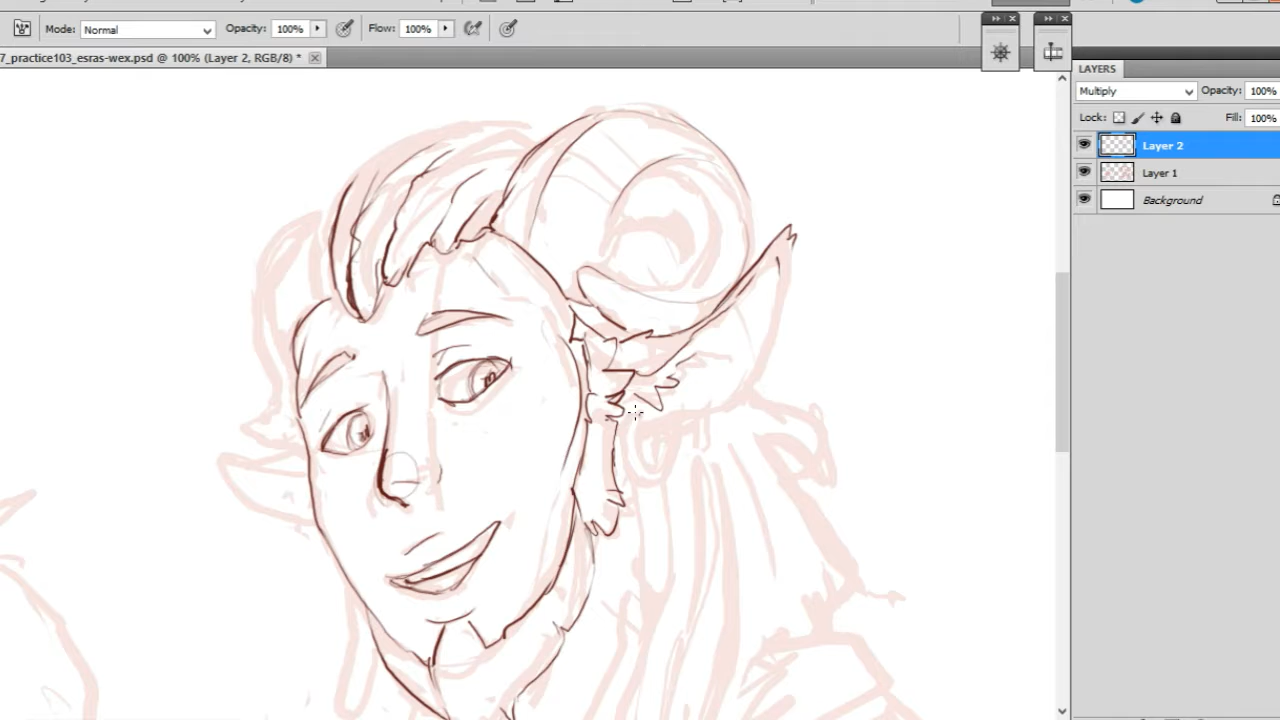 Mode: Normal Opacity: 100% Flow: 100%
7_practice103_esras-wex.psd @ 100% (Layer 2, RGB/8) *
LAYERS
Multiply Opacity: 100%
Lock: Fill: 100%
Layer 2
Layer 1
Background